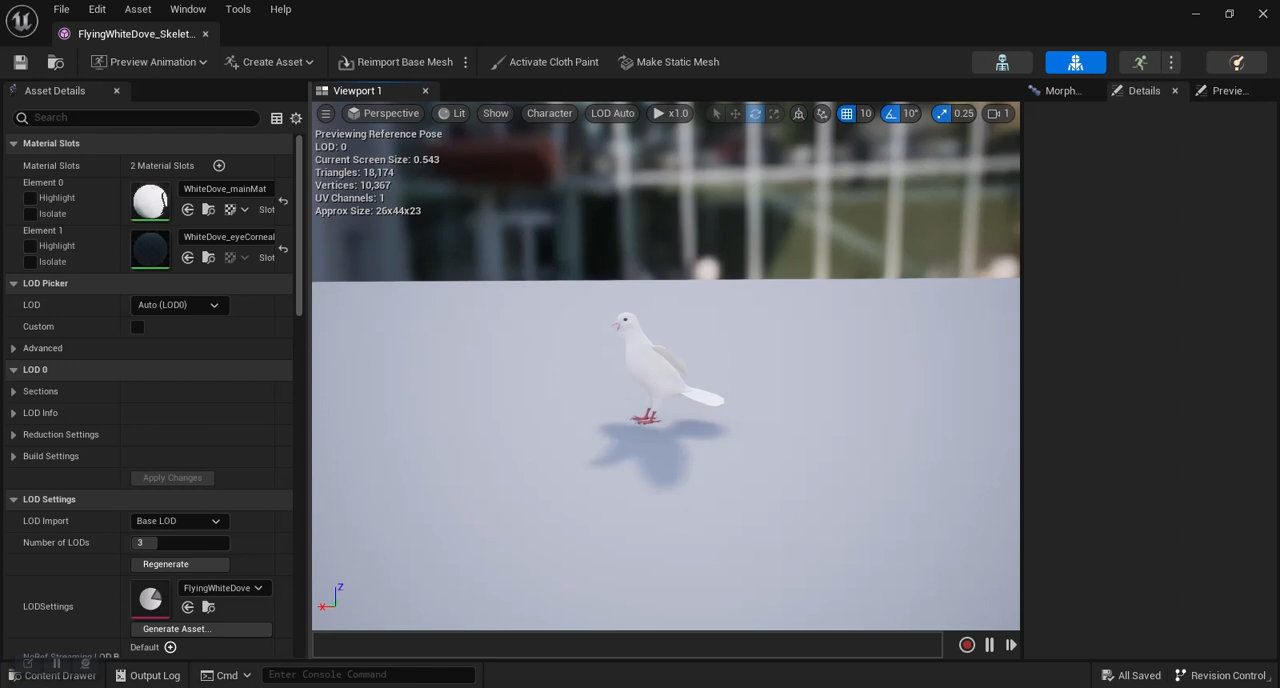 File Edit Asset Window Tools Help
FlyingWhiteDove_Skelet...
Preview Animation Create Asset Reimport Base Mesh Activate Cloth Paint Make Static Mesh
Asset Details Viewport 1 Morph... Details Previe...
Search
Perspective Lit Show Character LOD Auto x1.0 10 10° 0.25 1
Previewing Reference Pose
LOD: 0
Current Screen Size: 0.543
Triangles: 18,174
Vertices: 10,367
UV Channels: 1
Approx Size: 26x44x23
Material Slots
Material Slots 2 Material Slots
Element 0
Highlight
Isolate
WhiteDove_mainMat
Slot
Element 1
Highlight
Isolate
WhiteDove_eyeCorneal
Slot
LOD Picker
LOD Auto (LOD0)
Custom
Advanced
LOD 0
Sections
LOD Info
Reduction Settings
Build Settings
Apply Changes
LOD Settings
LOD Import Base LOD
Number of LODs 3
Regenerate
LODSettings FlyingWhiteDove
Generate Asset...
Default
Z
X
Content Drawer Output Log Cmd Enter Console Command All Saved Revision Control